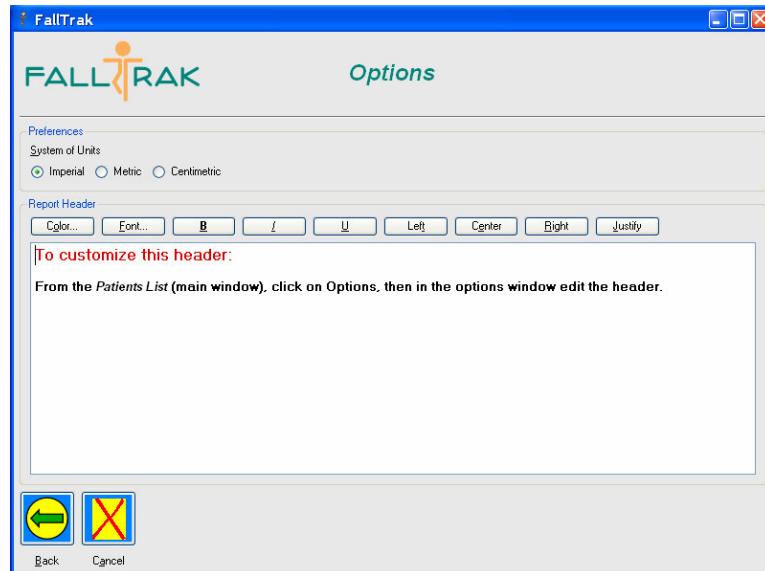 FallTrak
FALLTRAK
Options
Preferences
System of Units
Imperial Metric Centimetric
Report Header
Color... Font... B I U Left Center Right Justify
To customize this header:
From the Patients List (main window), click on Options, then in the options window edit the header.
Back Cancel